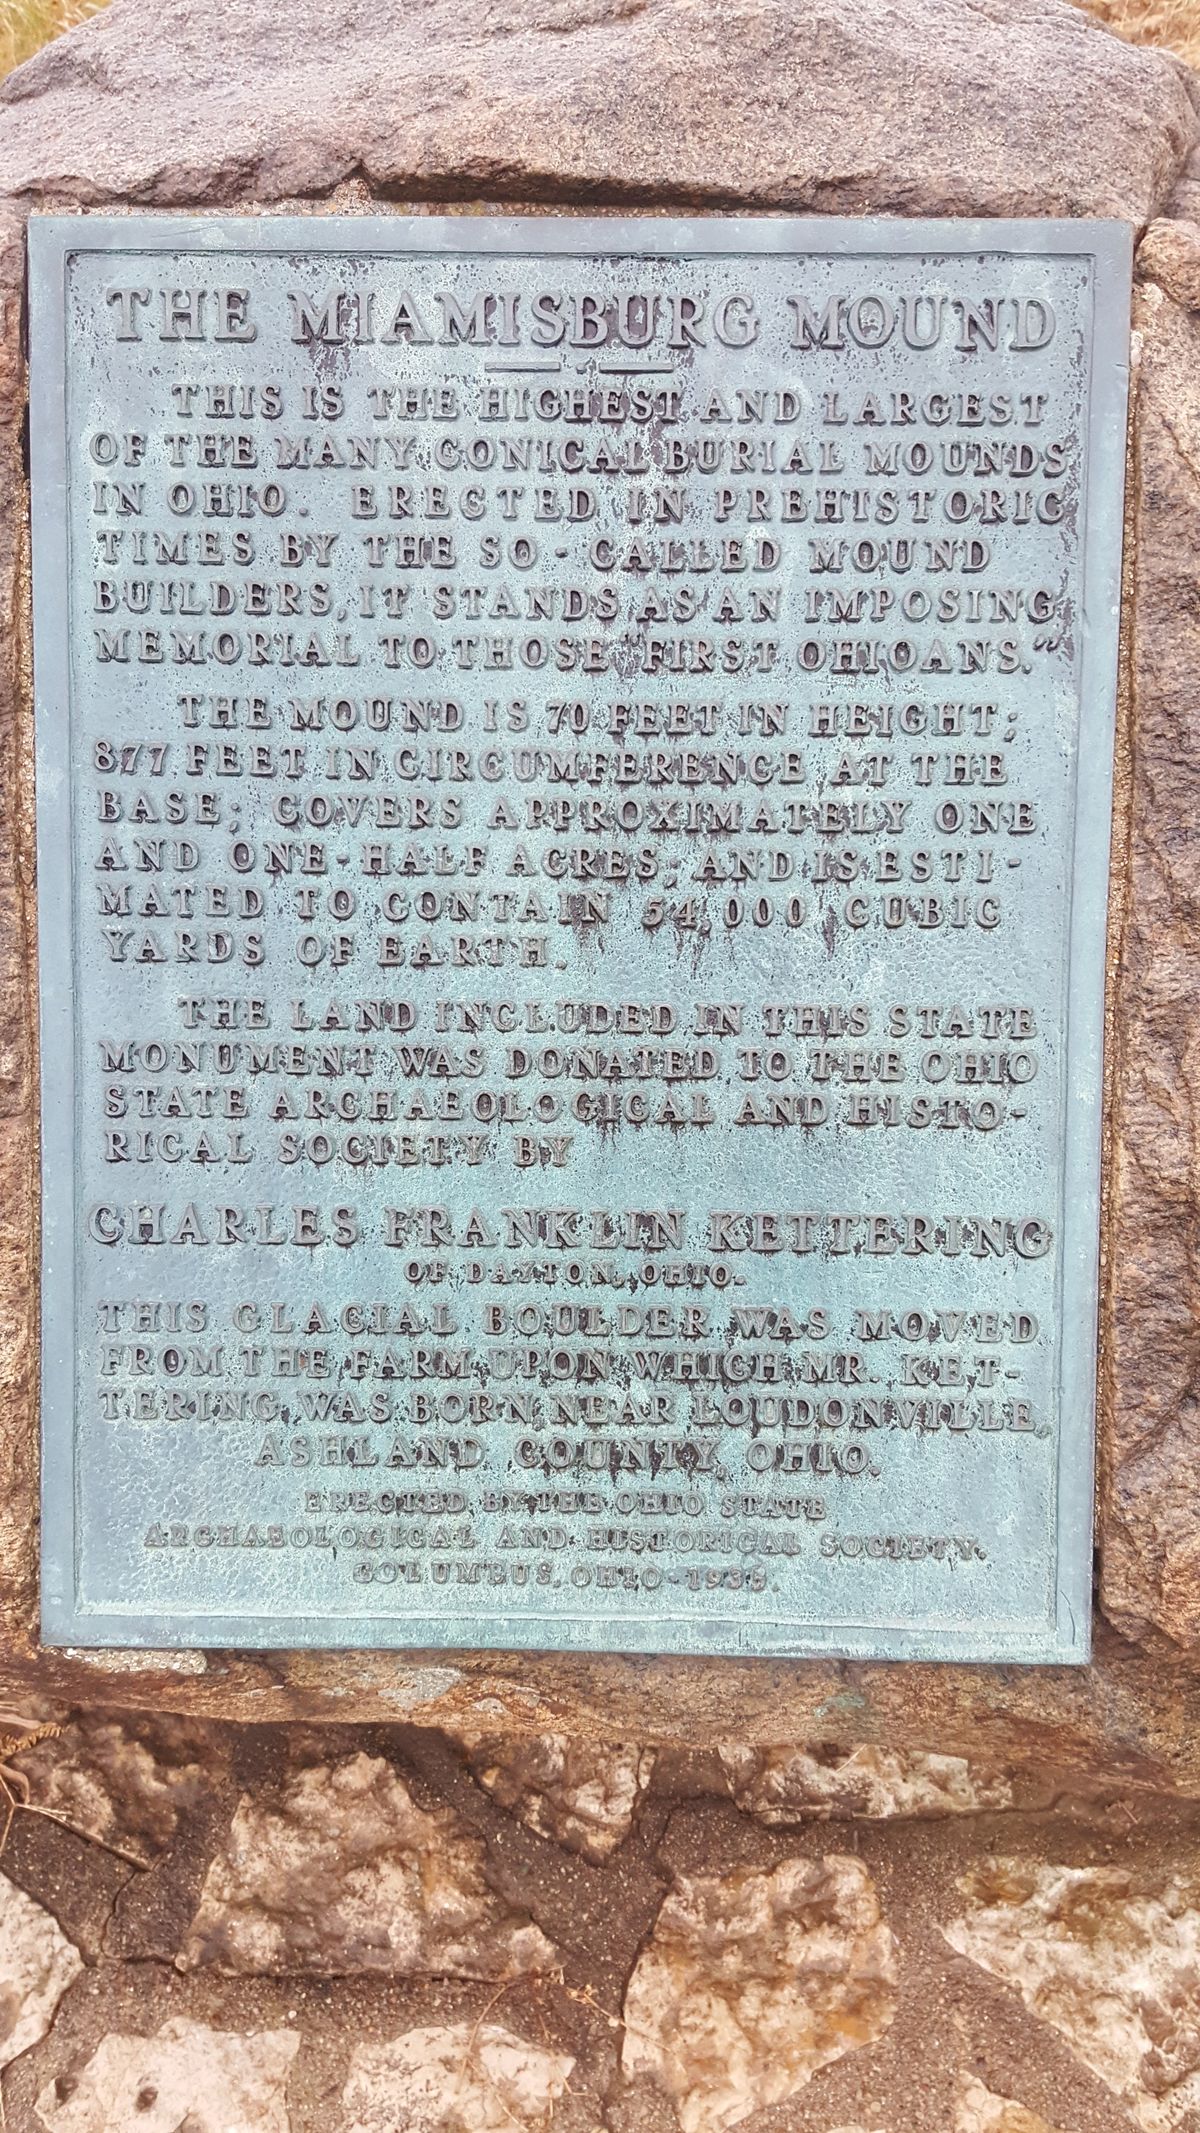 THE MIAMISBURG MOUND
THIS IS THE HIGHEST AND LARGEST
OF THE MANY CONICAL BURIAL MOUNDS
IN OHIO. ERECTED IN PREHISTORIC
TIMES BY THE SO-CALLED MOUND
BUILDERS, IT STANDS AS AN IMPOSING
MEMORIAL TO THOSE "FIRST OHIOANS."
THE MOUND IS 70 FEET IN HEIGHT;
877 FEET IN CIRCUMFERENCE AT THE
BASE; COVERS APPROXIMATELY ONE
AND ONE-HALF ACRES; AND IS ESTI-
MATED TO CONTAIN 54,000 CUBIC
YARDS OF EARTH.
THE LAND INCLUDED IN THIS STATE
MONUMENT WAS DONATED TO THE OHIO
STATE ARCHAEOLOGICAL AND HISTO-
RICAL SOCIETY BY
CHARLES FRANKLIN KETTERING
OF DAYTON, OHIO.
THIS GLACIAL BOULDER WAS MOVED
FROM THE FARM UPON WHICH MR. KET-
TERING WAS BORN, NEAR LOUDONVILLE,
ASHLAND COUNTY, OHIO.
ERECTED BY THE OHIO STATE
ARCHAEOLOGICAL AND HISTORICAL SOCIETY.
COLUMBUS, OHIO -